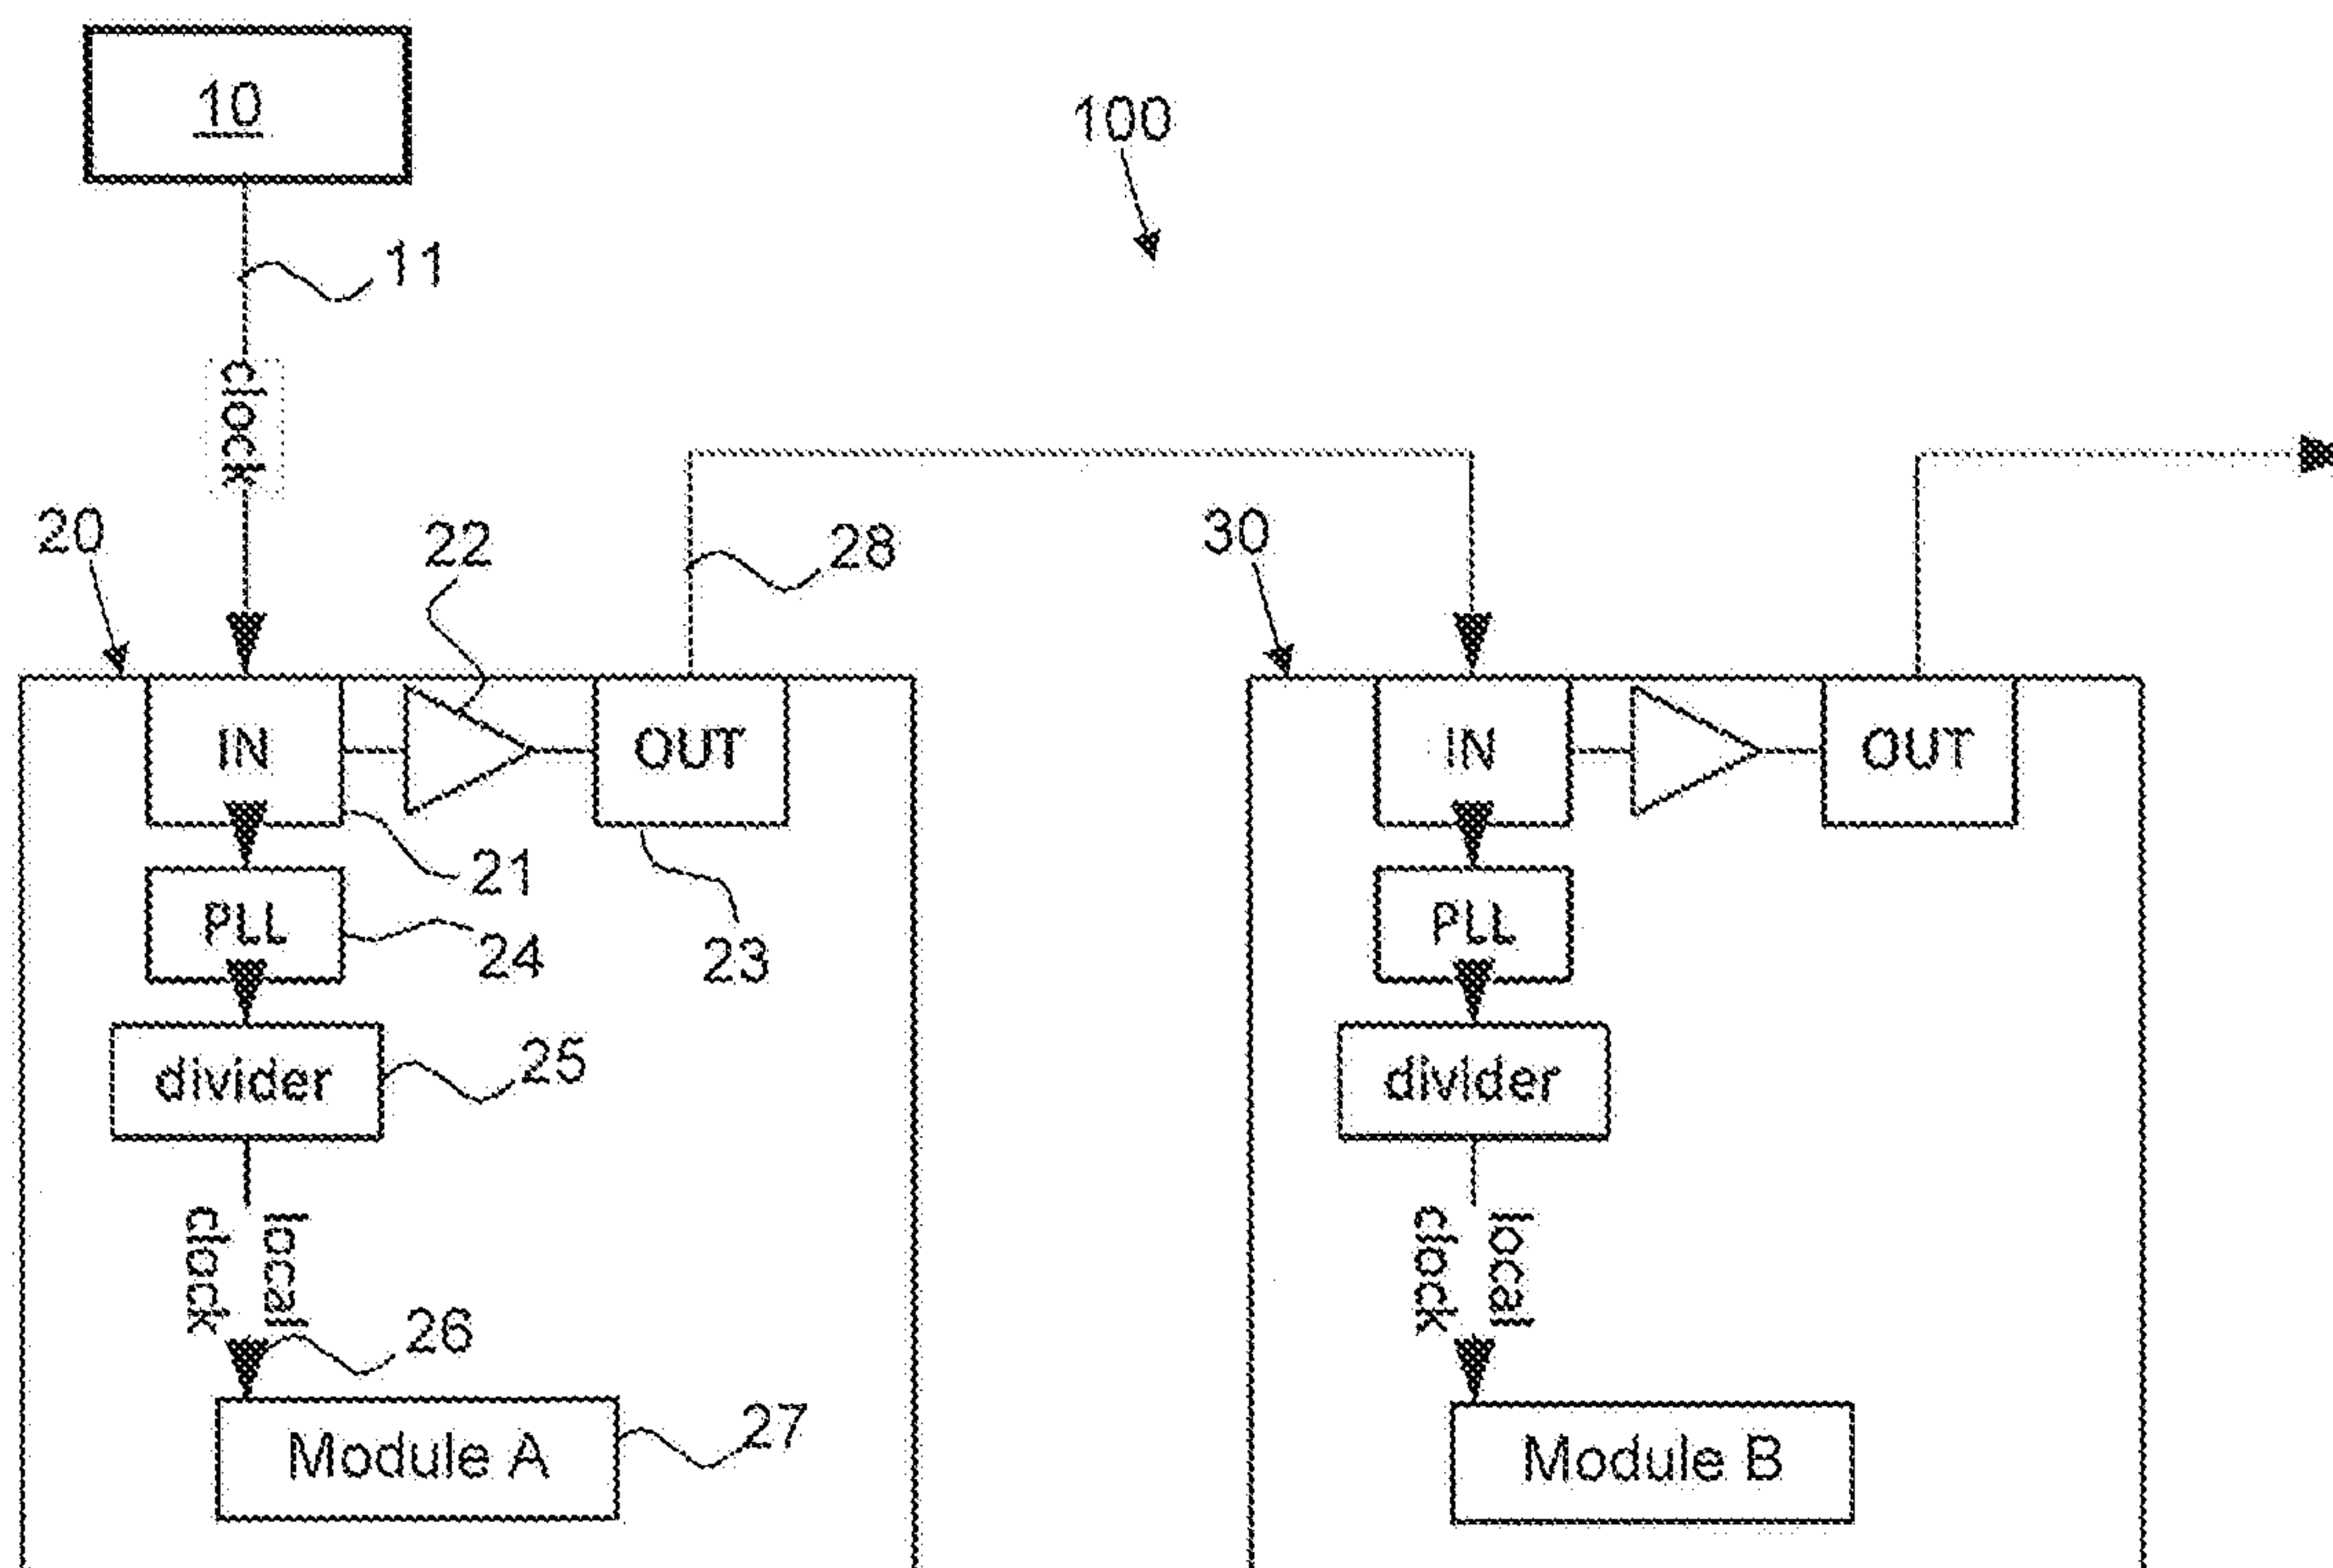 10
100
11
clock
20
22
28
30
IN
OUT
IN
OUT
21
PLL
24
23
PLL
divider
25
divider
local
clock
local
clock
26
Module A
27
Module B